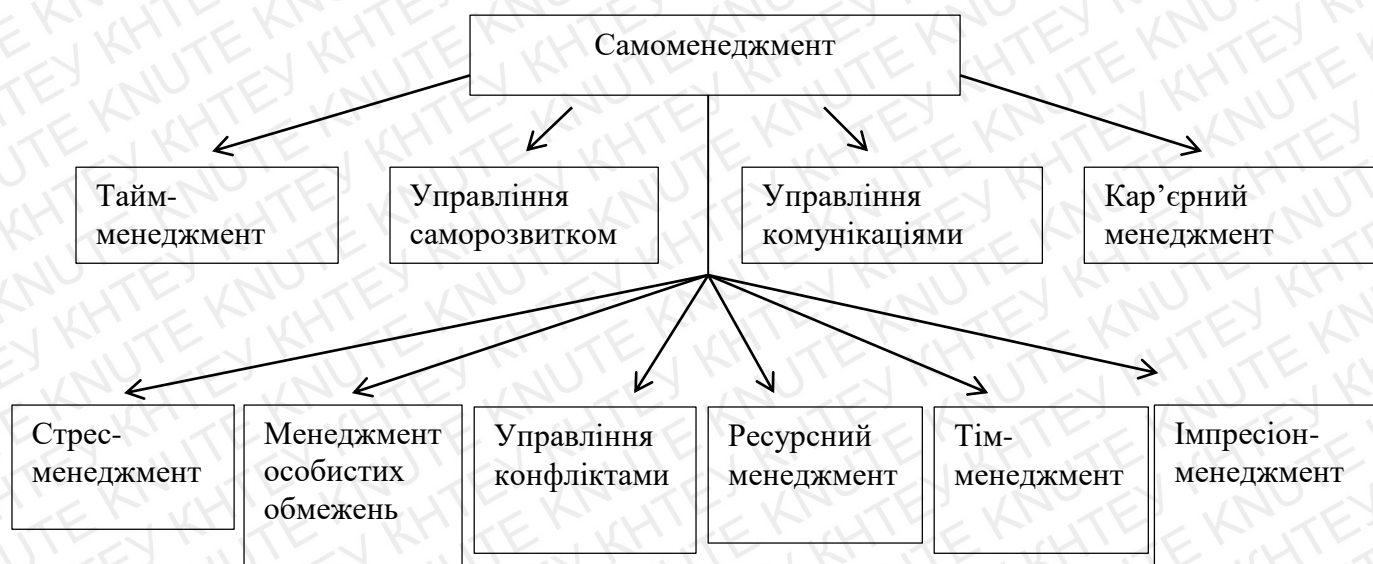 Самоменеджмент
Тайм-
менеджмент
Управління
саморозвитком
Управління
комунікаціями
Кар’єрний
менеджмент
Стрес-
менеджмент
Менеджмент
особистих
обмежень
Управління
конфліктами
Ресурсний
менеджмент
Тім-
менеджмент
Імпресіон-
менеджмент